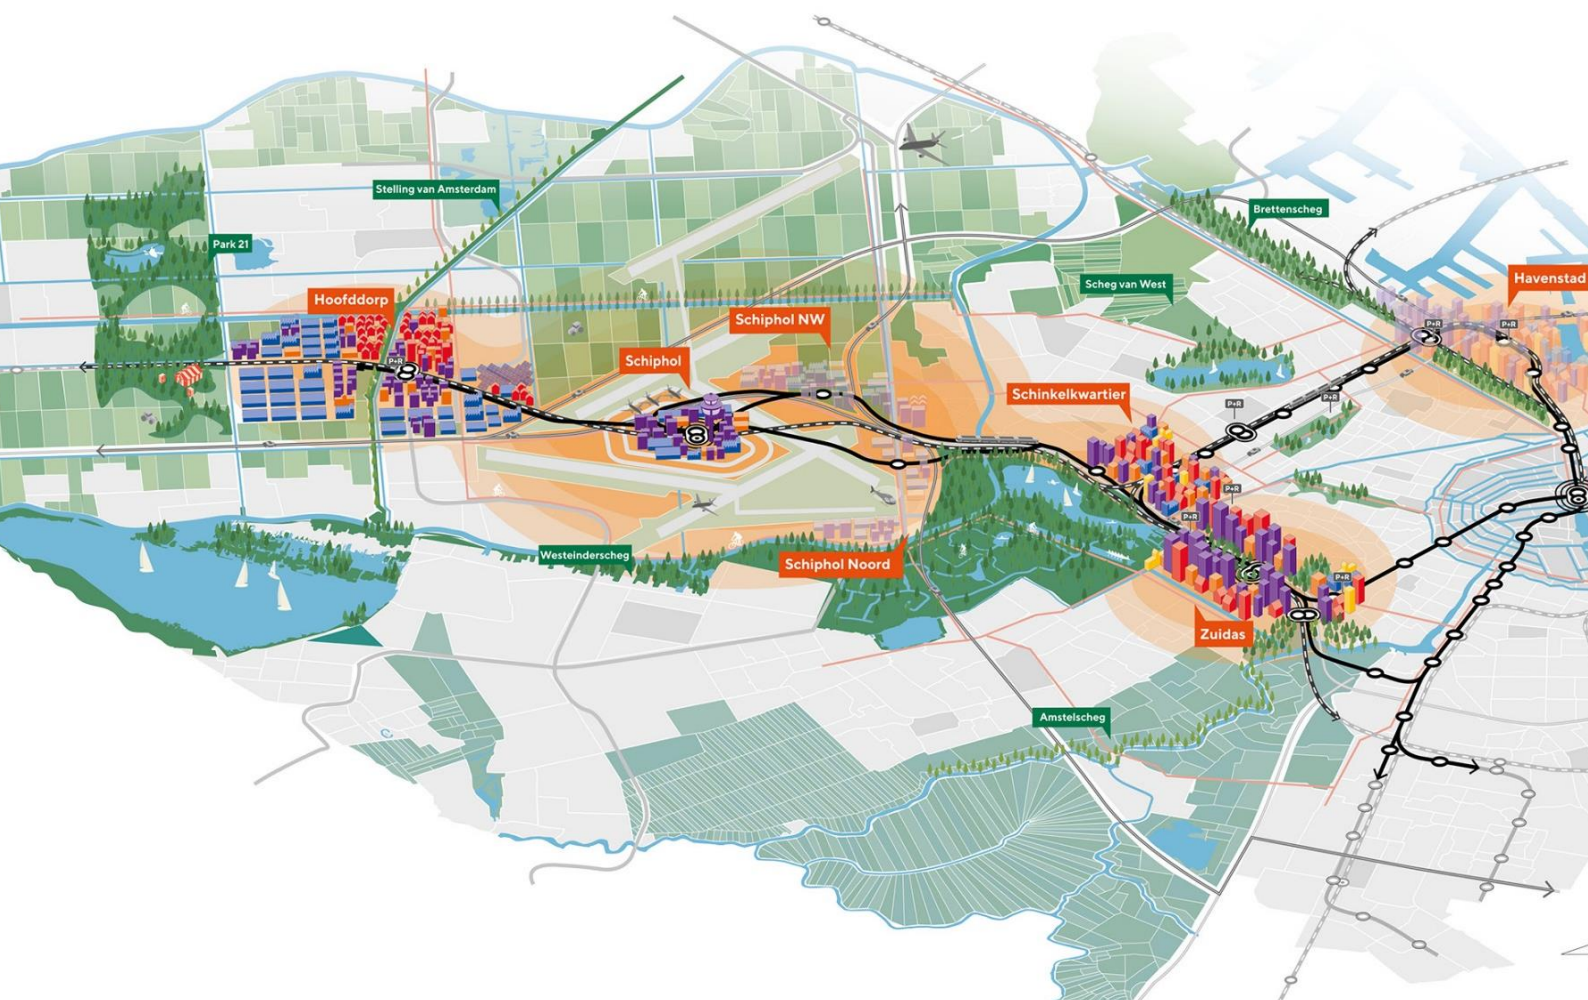 Stelling van Amsterdam
Park 21
Brettenscheg
Scheg van West
Havenstad
Hoofddorp
Schiphol NW
Schiphol
Schinkelkwartier
P+R
P+R
P+R
P+R
P+R
P+R
P+R
P+R
Westeinderscheg
Schiphol Noord
Zuidas
Amstelscheg